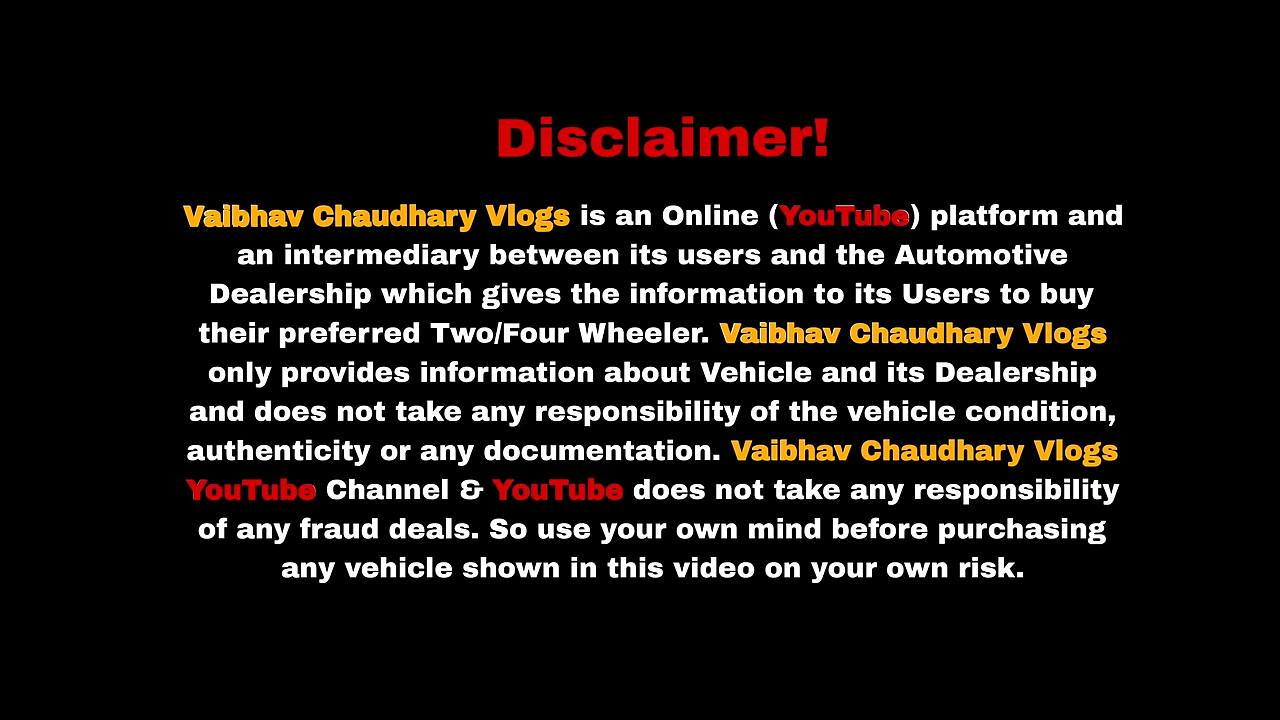 Disclaimer!
Vaibhav Chaudhary Vlogs is an Online (YouTube) platform and
an intermediary between its users and the Automotive
Dealership which gives the information to its Users to buy
their preferred Two/Four Wheeler. Vaibhav Chaudhary Vlogs
only provides information about Vehicle and its Dealership
and does not take any responsibility of the vehicle condition,
authenticity or any documentation. Vaibhav Chaudhary Vlogs
YouTube Channel & YouTube does not take any responsibility
of any fraud deals. So use your own mind before purchasing
any vehicle shown in this video on your own risk.